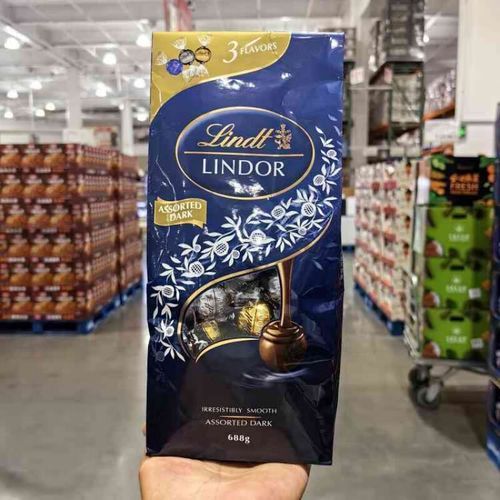 3 FLAVORS
Lindt
LINDOR
ASSORTED
DARK
IRRESISTIBLY SMOOTH
ASSORTED DARK
688g
FRESH